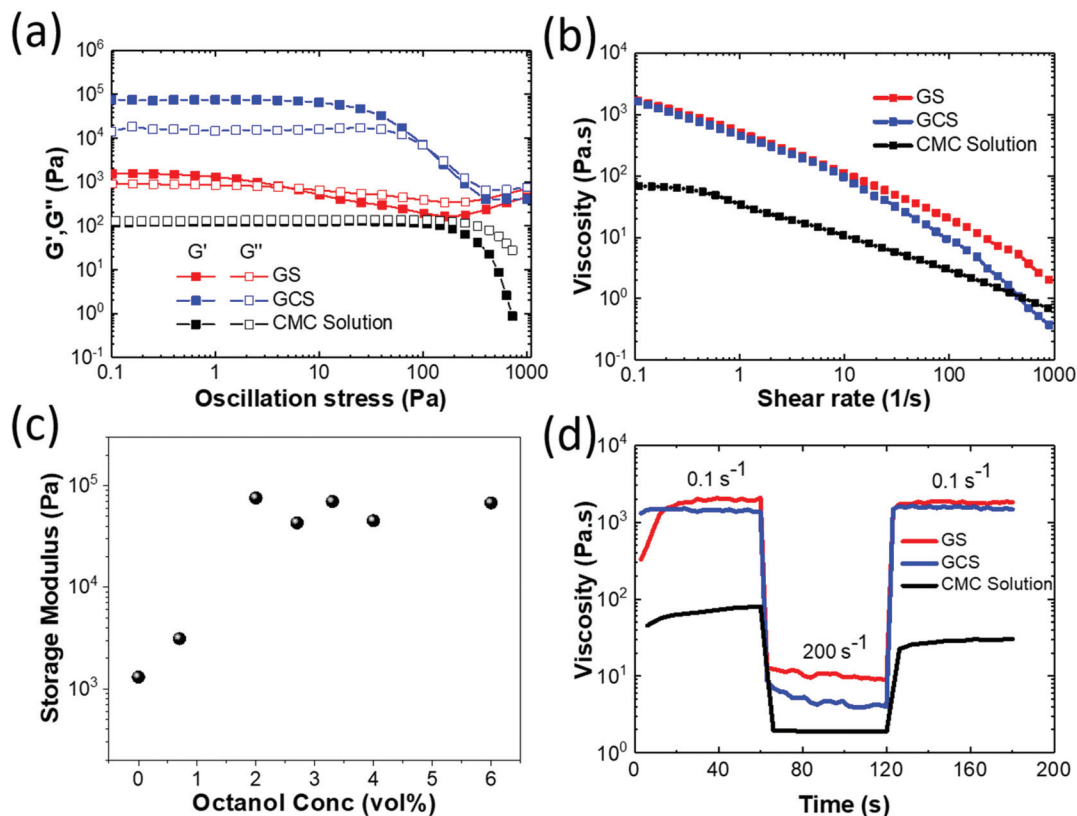 (a)
10^6
10^5
10^4
10^3
10^2
10^1
10^0
10^-1
G',G" (Pa)
G' G"
GS
GCS
CMC Solution
0.1 1 10 100 1000
Oscillation stress (Pa)
(b)
10^4
10^3
10^2
10^1
10^0
10^-1
Viscosity (Pa.s)
GS
GCS
CMC Solution
0.1 1 10 100 1000
Shear rate (1/s)
(c)
10^5
10^4
10^3
Storage Modulus (Pa)
0 1 2 3 4 5 6
Octanol Conc (vol%)
(d)
10^4
10^3
10^2
10^1
10^0
Viscosity (Pa.s)
0.1 s^-1
0.1 s^-1
GS
GCS
CMC Solution
200 s^-1
0 40 80 120 160 200
Time (s)